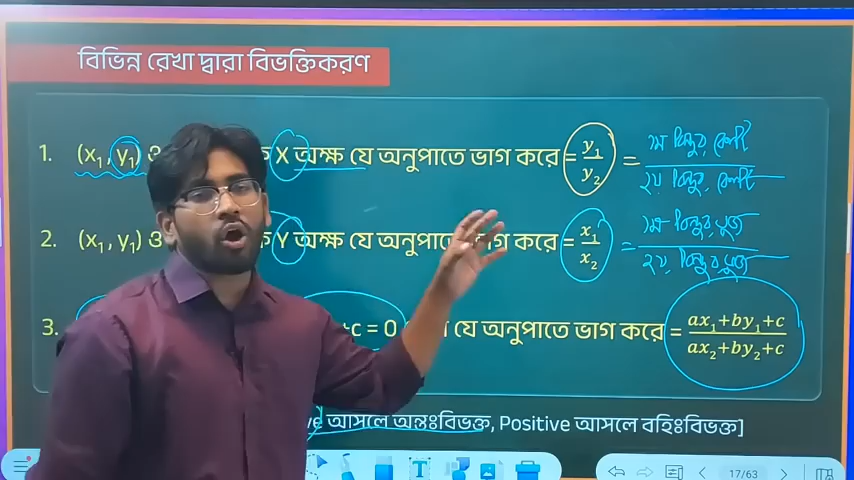 বিভিন্ন রেখা দ্বারা বিভক্তিকরণ
1. (x₁, y₁) ও X অক্ষ যে অনুপাতে ভাগ করে = y₁/y₂ = ১ম বিন্দুর কোটি/২য় বিন্দুর কোটি
2. (x₁, y₁) ও Y অক্ষ যে অনুপাতে ভাগ করে = x₁/x₂ = ১ম বিন্দুর ভুজ/২য় বিন্দুর ভুজ
3. +c = 0 যে অনুপাতে ভাগ করে = ax₁+by₁+c/ax₂+by₂+c
ve আসলে অন্তঃবিভক্ত, Positive আসলে বহিঃবিভক্ত]
T 17/63